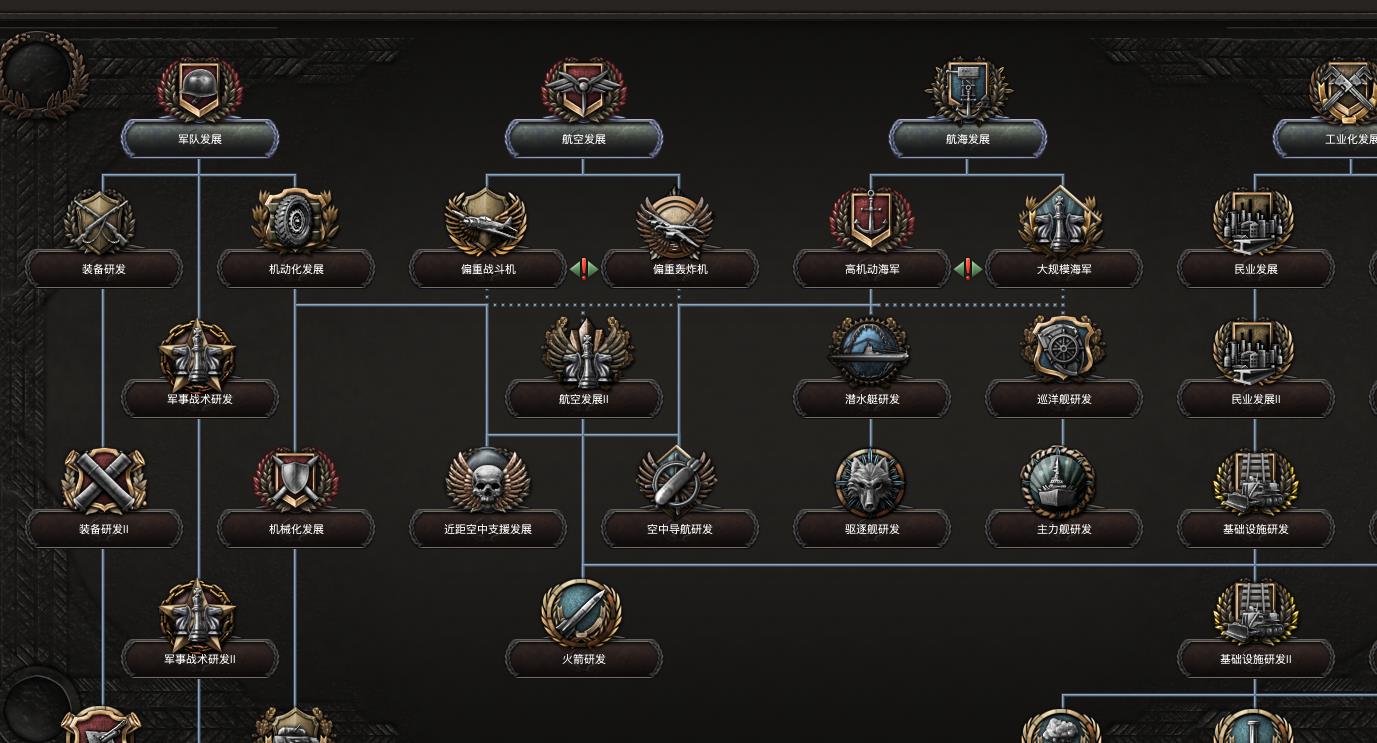 军队发展
航空发展
航海发展
工业化发展
装备研发
机动化发展
偏重战斗机
偏重轰炸机
高机动海军
大规模海军
民业发展
军事战术研发
航空发展II
潜水艇研发
巡洋舰研发
民业发展II
装备研发II
机械化发展
近距空中支援发展
空中导航研发
驱逐舰研发
主力舰研发
基础设施研发
军事战术研发II
火箭研发
基础设施研发II